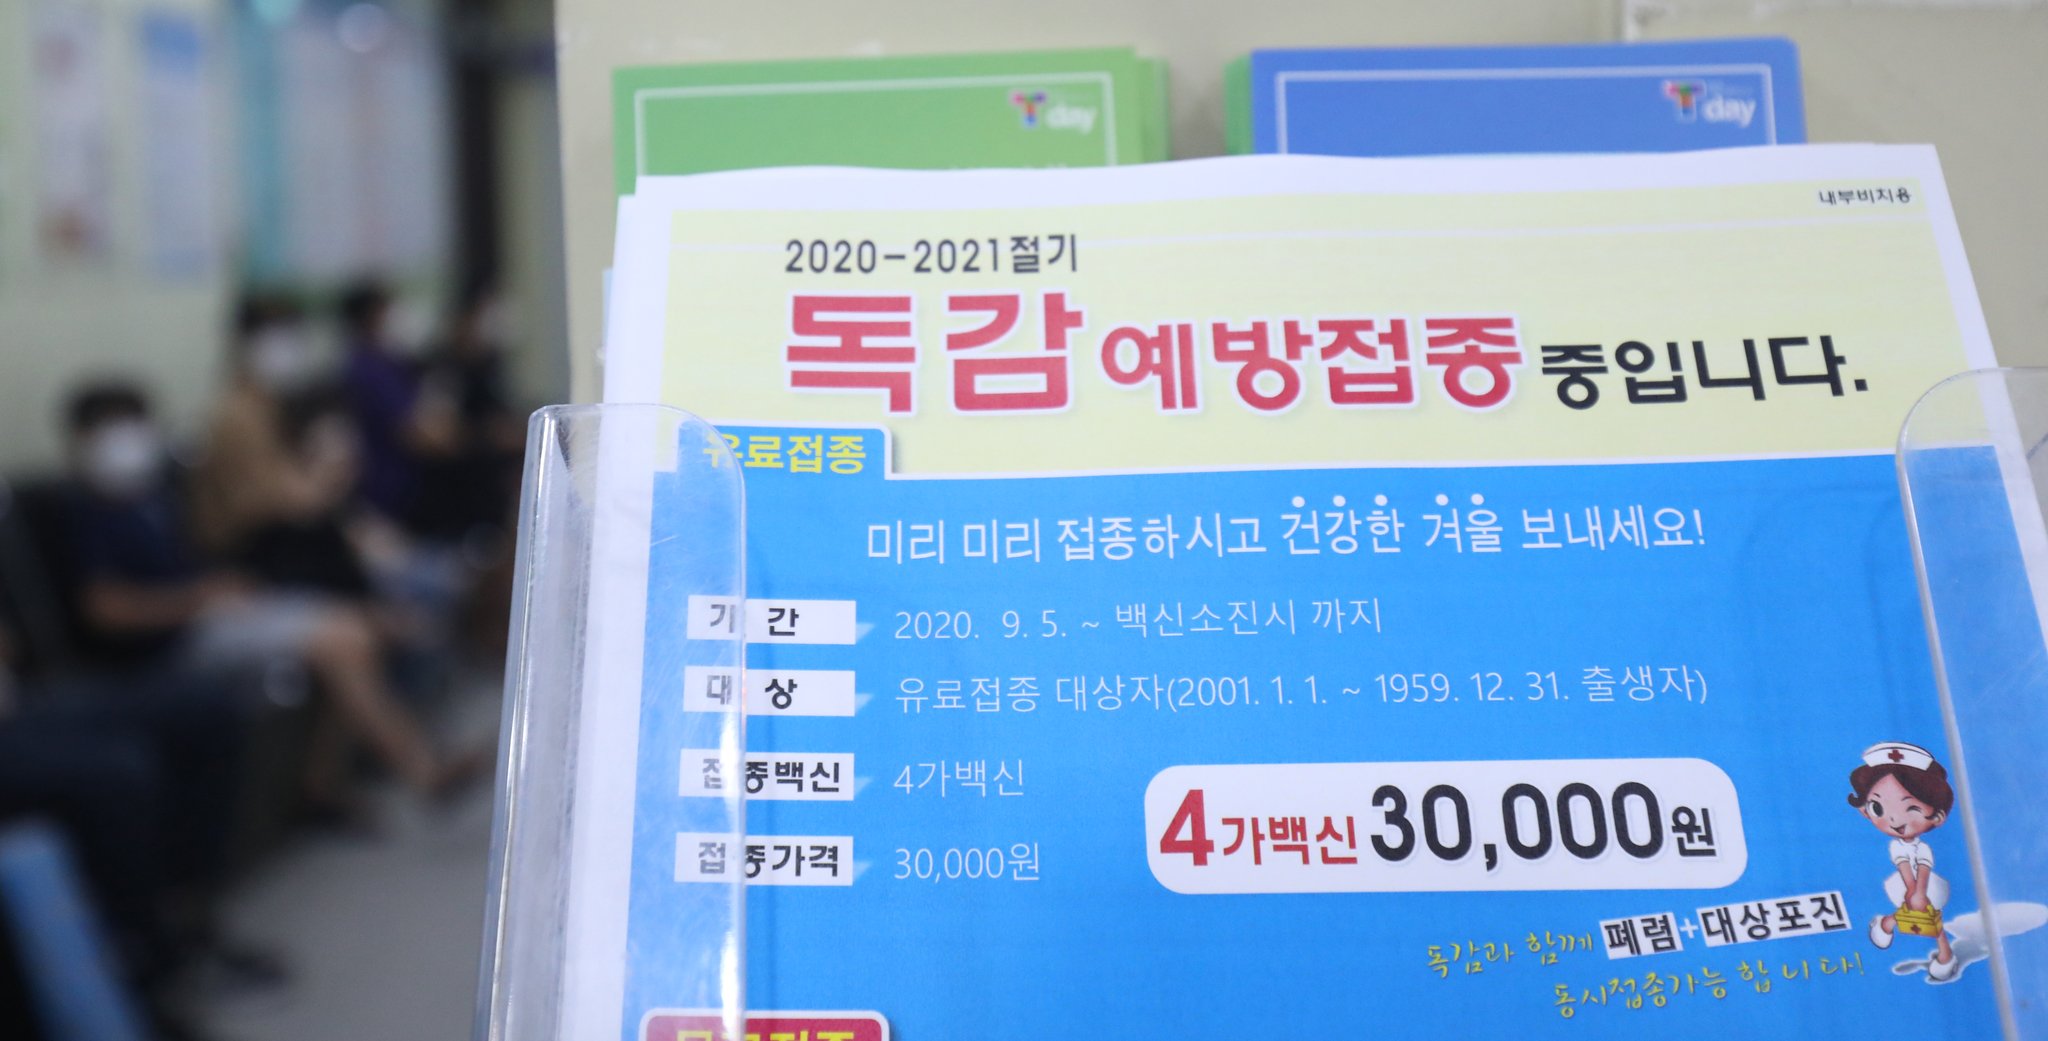 T day
T day
내부비치용
2020-2021절기
독감 예방접종 중입니다.
유료접종
미리 미리 접종하시고 건강한 겨울 보내세요!
기 간 2020. 9. 5. ~ 백신소진시 까지
대 상 유료접종 대상자(2001. 1. 1. ~ 1959. 12. 31. 출생자)
접종백신 4가백신
접종가격 30,000원
4가백신 30,000원
독감과 함께 폐렴+대상포진
동시접종가능 합니다!